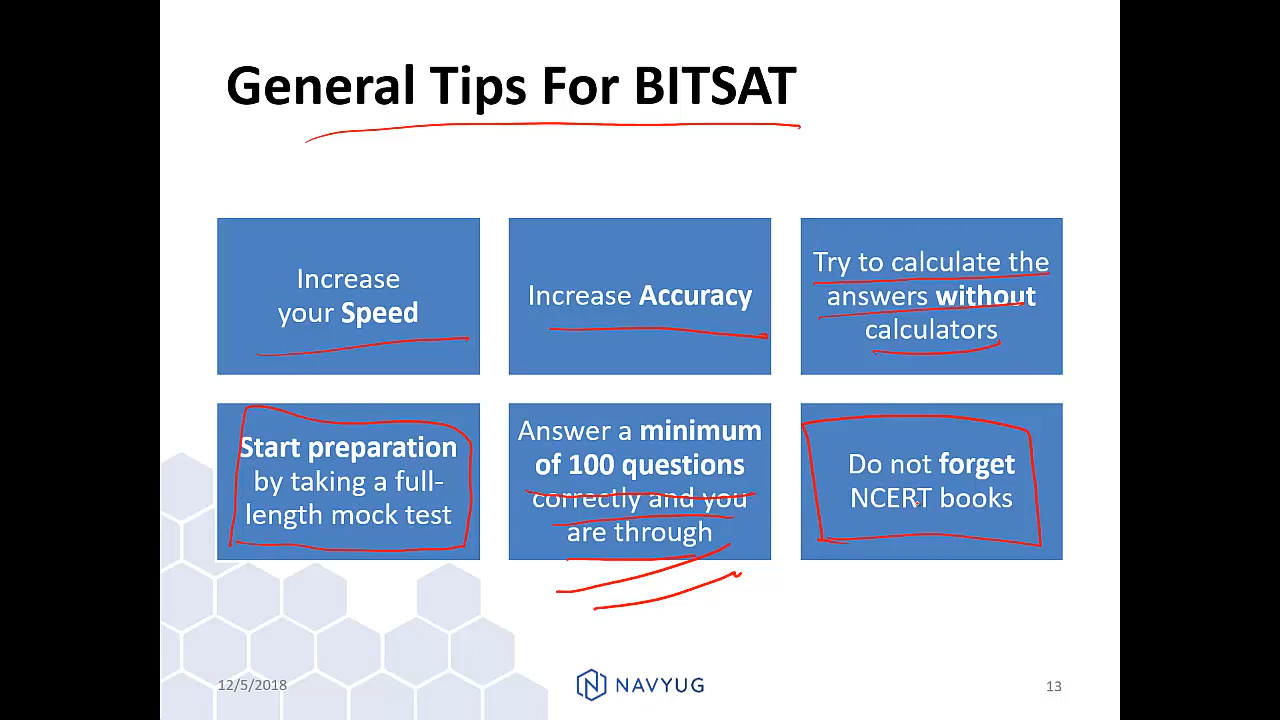 General Tips For BITSAT
Increase
your Speed
Increase Accuracy
Try to calculate the
answers without
calculators
Start preparation
by taking a full-
length mock test
Answer a minimum
of 100 questions
correctly and you
are through
Do not forget
NCERT books
12/5/2018
NAVYUG
13